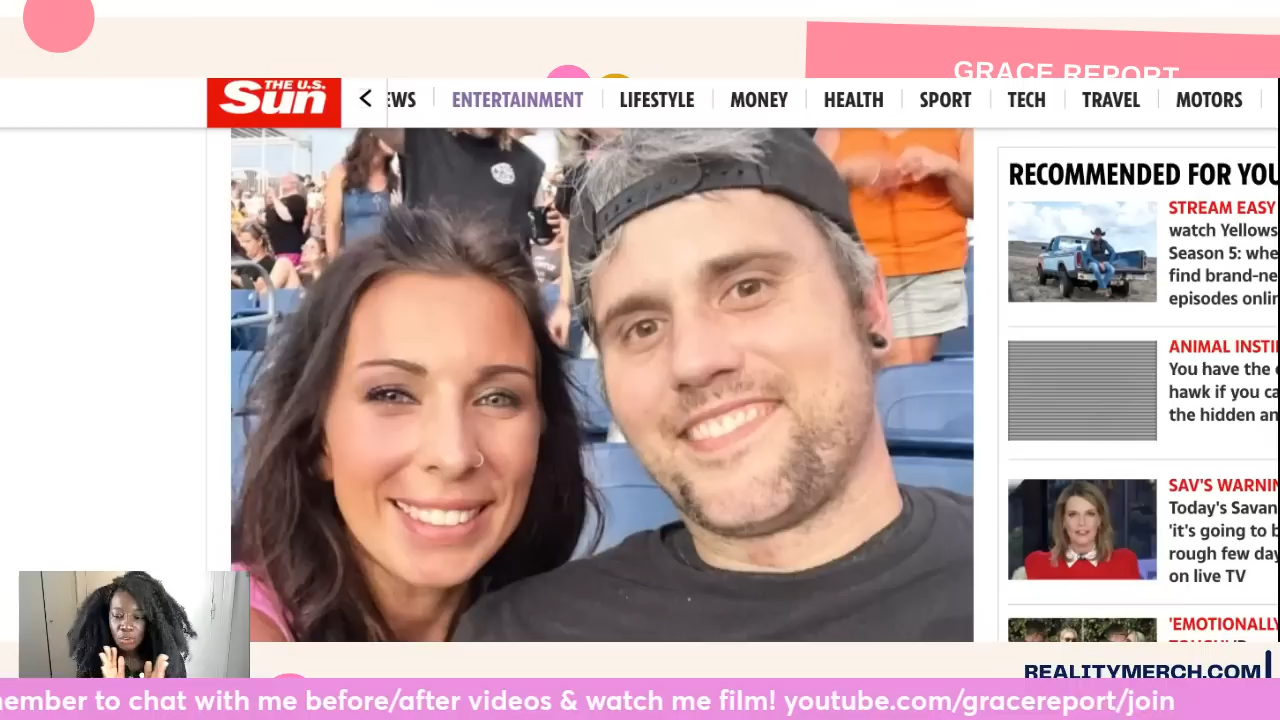 GRACE REPORT
THE U.S.
Sun
EWS
ENTERTAINMENT
LIFESTYLE
MONEY
HEALTH
SPORT
TECH
TRAVEL
MOTORS
RECOMMENDED FOR YOU
STREAM EASY
watch Yellows
Season 5: whe
find brand-ne
episodes onlin
ANIMAL INSTI
You have the
hawk if you ca
the hidden an
SAV'S WARNIN
Today's Savan
'it's going to b
rough few day
on live TV
'EMOTIONALLY
REALITYMERCH.COM
member to chat with me before/after videos & watch me film! youtube.com/gracereport/join